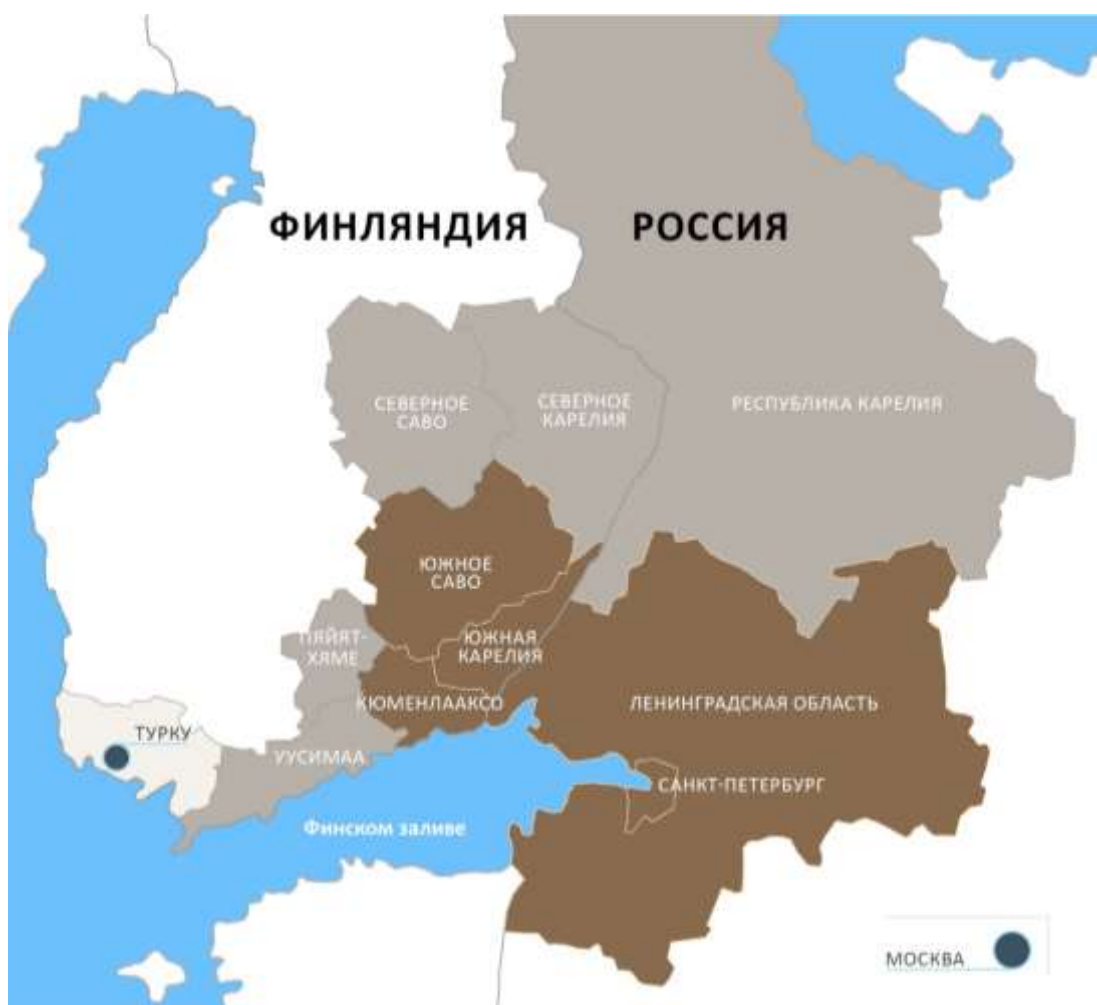 ФИНЛЯНДИЯ
РОССИЯ
СЕВЕРНОЕ
САВО
СЕВЕРНОЕ
КАРЕЛИЯ
РЕСПУБЛИКА КАРЕЛИЯ
ЮЖНОЕ
САВО
ПЯЙЯТ-
ХЯМЕ
ЮЖНАЯ
КАРЕЛИЯ
КЮМЕНЛААКСО
ЛЕНИНГРАДСКАЯ ОБЛАСТЬ
ТУРКУ
УУСИМАА
САНКТ-ПЕТЕРБУРГ
Финском заливе
МОСКВА